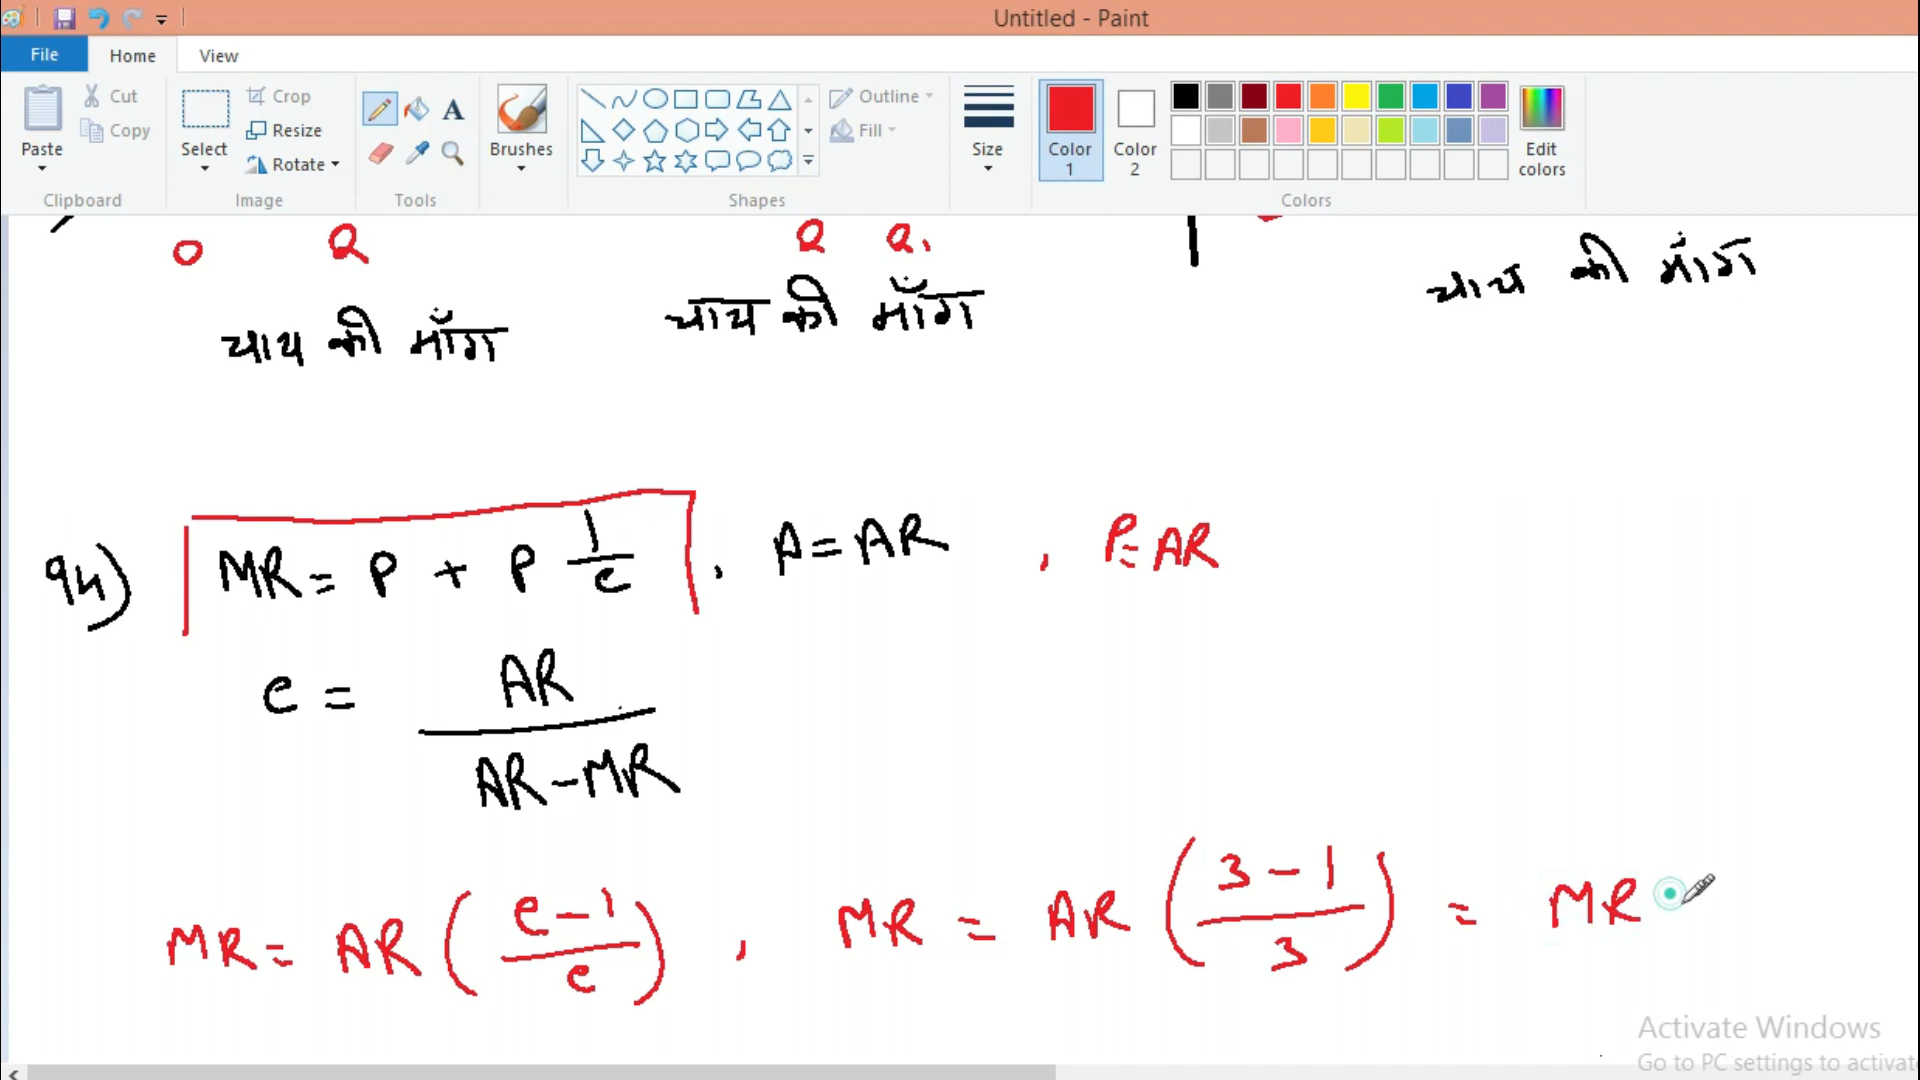 Untitled - Paint
File Home View
Paste Cut Copy Select Crop Resize Rotate A Brushes Outline Fill Size Color 1 Color 2 Edit colors
Clipboard Image Tools Shapes Colors
O Q Q Q₁
चाय की माँग चाय की माँग चाय की माँग
94) MR = P + P 1/e , A = AR , P = AR
e = AR / AR - MR
MR = AR ( e - 1 / e ) , MR = AR ( 3 - 1 / 3 ) = MR
Activate Windows
Go to PC settings to activat